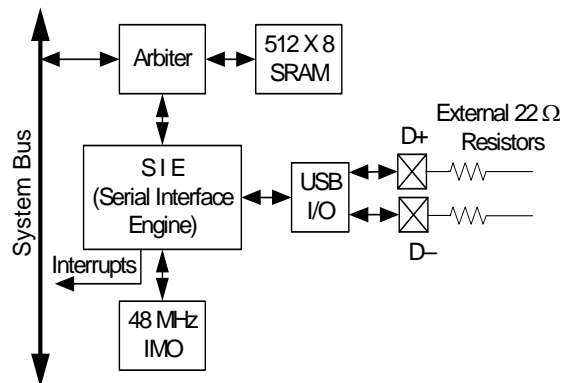 System Bus
Arbiter
512 X 8
SRAM
External 22 Ω
Resistors
D+
S I E
(Serial Interface
Engine)
USB
I/O
D–
Interrupts
48 MHz
IMO